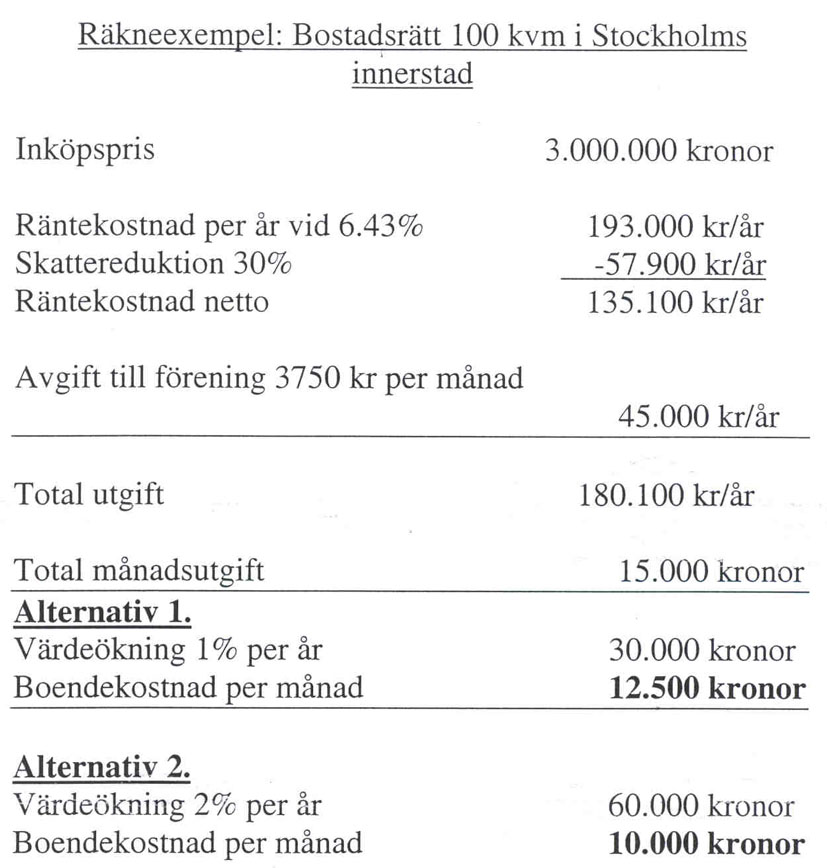 Räkneexempel: Bostadsrätt 100 kvm i Stockholms
innerstad
Inköpspris 3.000.000 kronor
Räntekostnad per år vid 6.43% 193.000 kr/år
Skattereduktion 30% -57.900 kr/år
Räntekostnad netto 135.100 kr/år
Avgift till förening 3750 kr per månad
45.000 kr/år
Total utgift 180.100 kr/år
Total månadsutgift 15.000 kronor
Alternativ 1.
Värdeökning 1% per år 30.000 kronor
Boendekostnad per månad 12.500 kronor
Alternativ 2.
Värdeökning 2% per år 60.000 kronor
Boendekostnad per månad 10.000 kronor